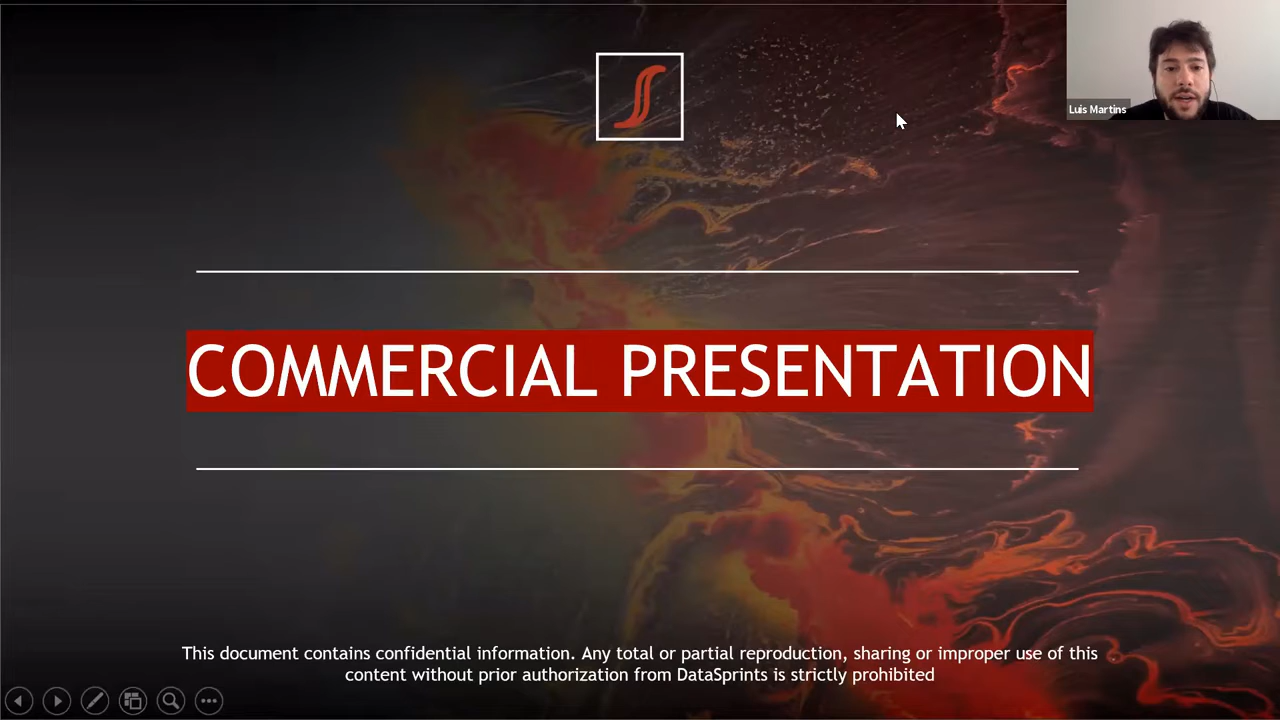 Luis Martins
COMMERCIAL PRESENTATION
This document contains confidential information. Any total or partial reproduction, sharing or improper use of this
content without prior authorization from DataSprints is strictly prohibited